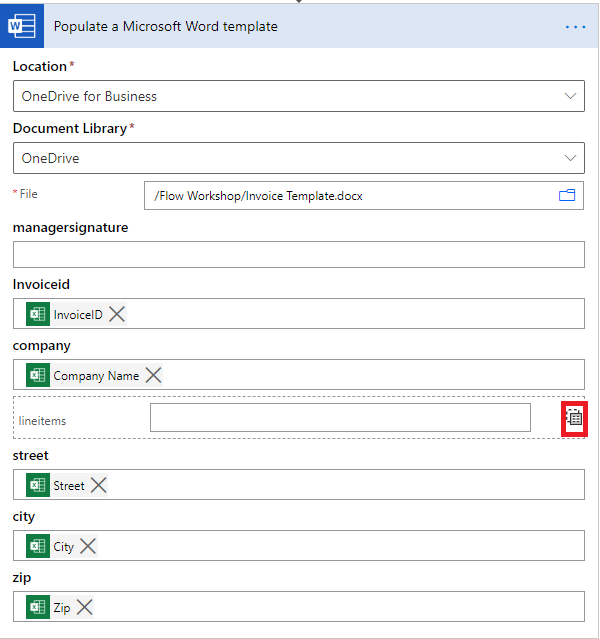 Populate a Microsoft Word template
Location*
OneDrive for Business
Document Library*
OneDrive
* File /Flow Workshop/Invoice Template.docx
managersignature
Invoiceid
InvoiceID
company
Company Name
lineitems
street
Street
city
City
zip
Zip